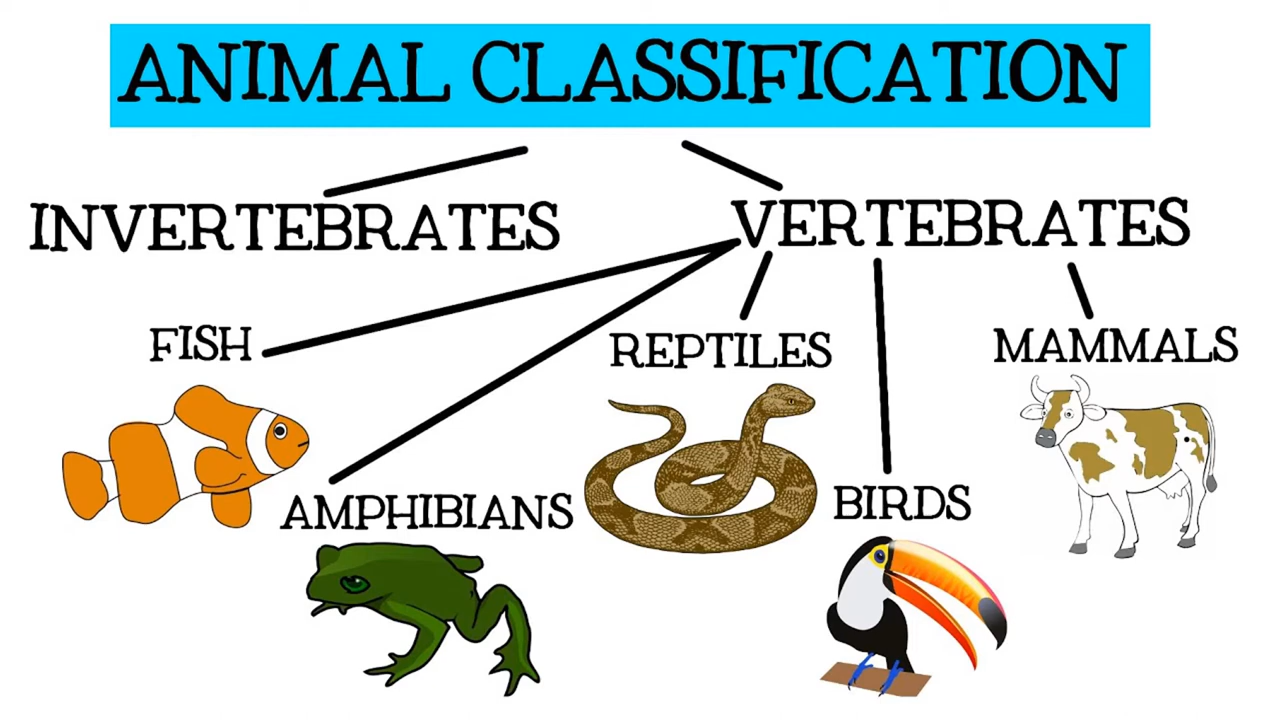 ANIMAL CLASSIFICATION
INVERTEBRATES
VERTEBRATES
FISH
REPTILES
MAMMALS
AMPHIBIANS
BIRDS